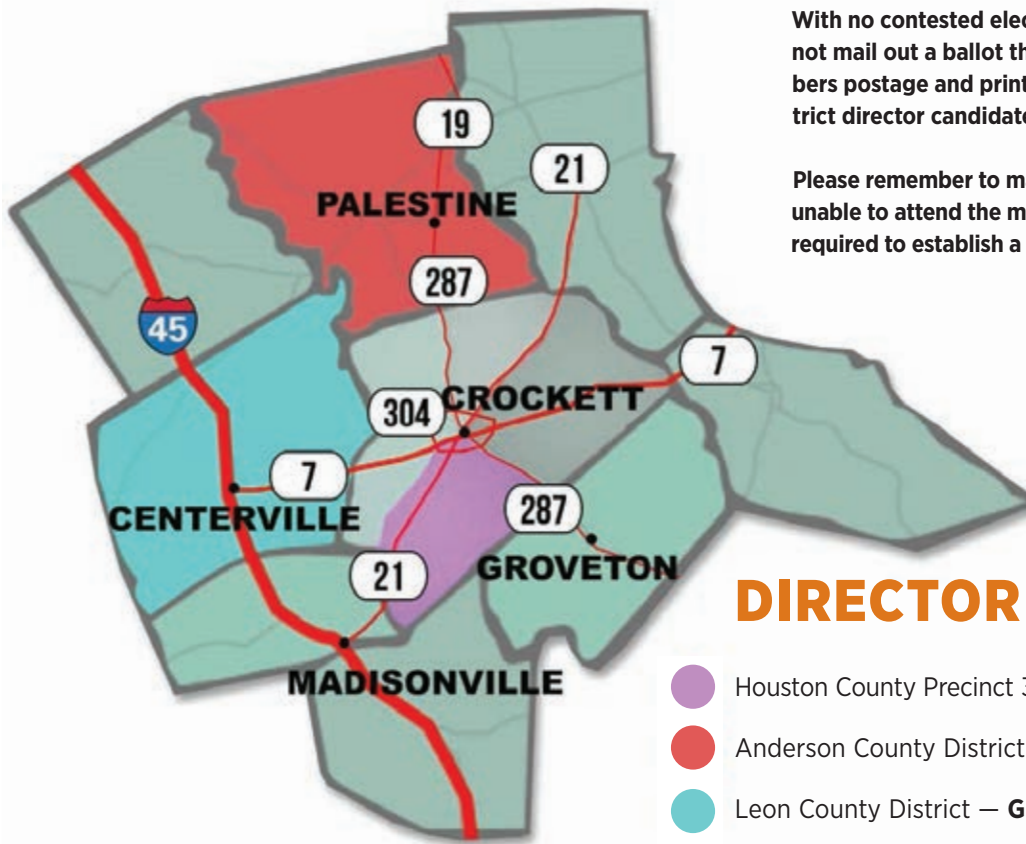 With no contested elec
not mail out a ballot th
bers postage and print
trict director candidate
Please remember to m
unable to attend the m
required to establish a
19
21
PALESTINE
287
45
7
304
CROCKETT
7
CENTERVILLE
287
21
GROVETON
MADISONVILLE
DIRECTOR
Houston County Precinct 3
Anderson County District
Leon County District — G